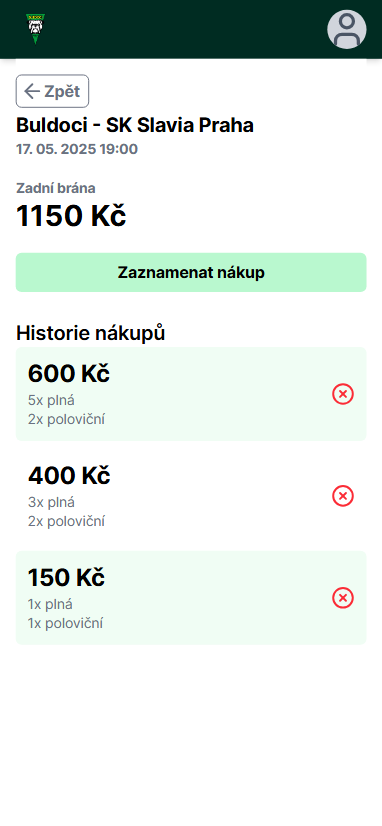 Zpět
Buldoci - SK Slavia Praha
17. 05. 2025 19:00
Zadní brána
1150 Kč
Zaznamenat nákup
Historie nákupů
600 Kč
5x plná
2x poloviční
400 Kč
3x plná
2x poloviční
150 Kč
1x plná
1x poloviční